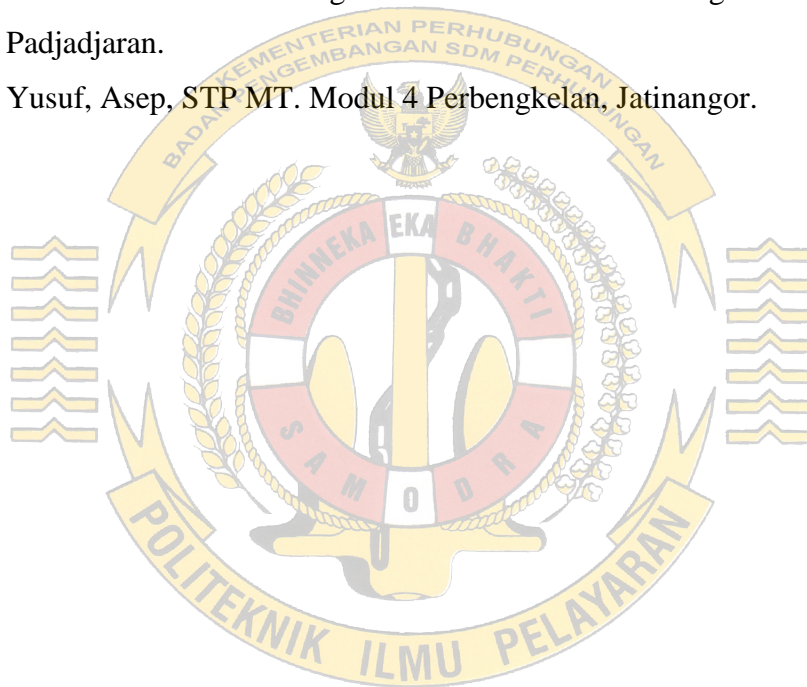 Padjadjaran.
Yusuf, Asep, STP MT. Modul 4 Perbengkelan, Jatinangor.
BADAN PENGEMBANGAN SDM PERHUBUNGAN
KEMENTERIAN PERHUBUNGAN
BHINNEKA EKA BHAKTI
SAMODRA
POLITEKNIK ILMU PELAYARAN